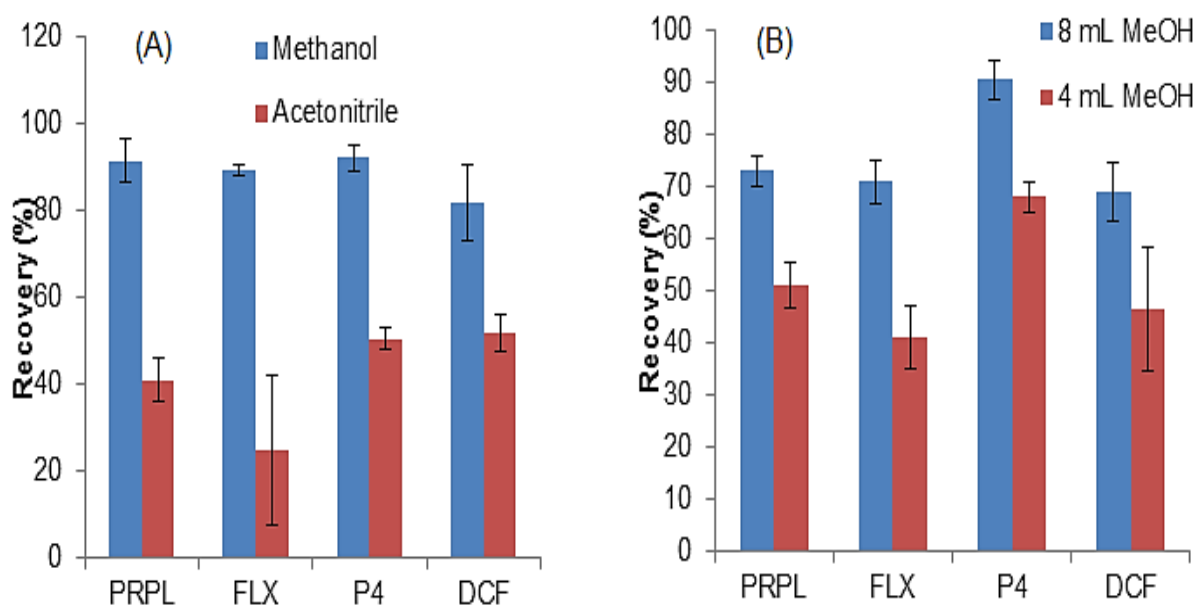 (A)
Methanol
Acetonitrile
Recovery (%)
120
100
80
60
40
20
0
PRPL FLX P4 DCF
(B)
8 mL MeOH
4 mL MeOH
Recovery (%)
100
90
80
70
60
50
40
30
20
10
0
PRPL FLX P4 DCF